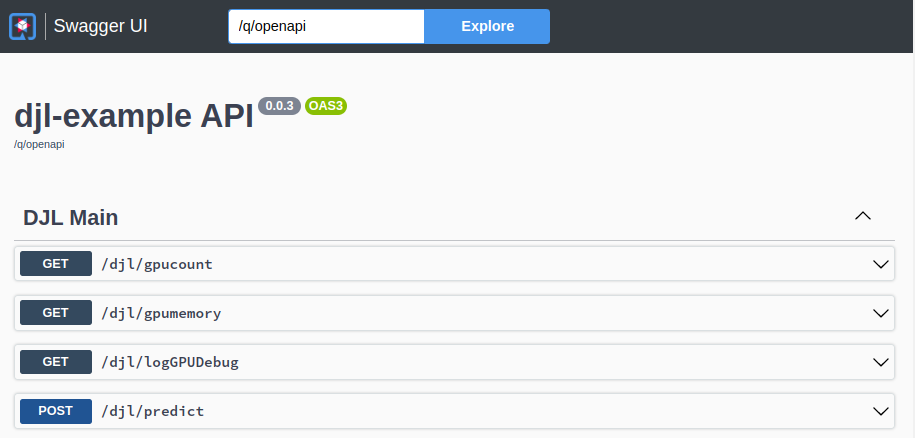 Swagger UI /q/openapi Explore
djl-example API 0.0.3 OAS3
/q/openapi
DJL Main
GET /djl/gpucount
GET /djl/gpumemory
GET /djl/logGPUDebug
POST /djl/predict